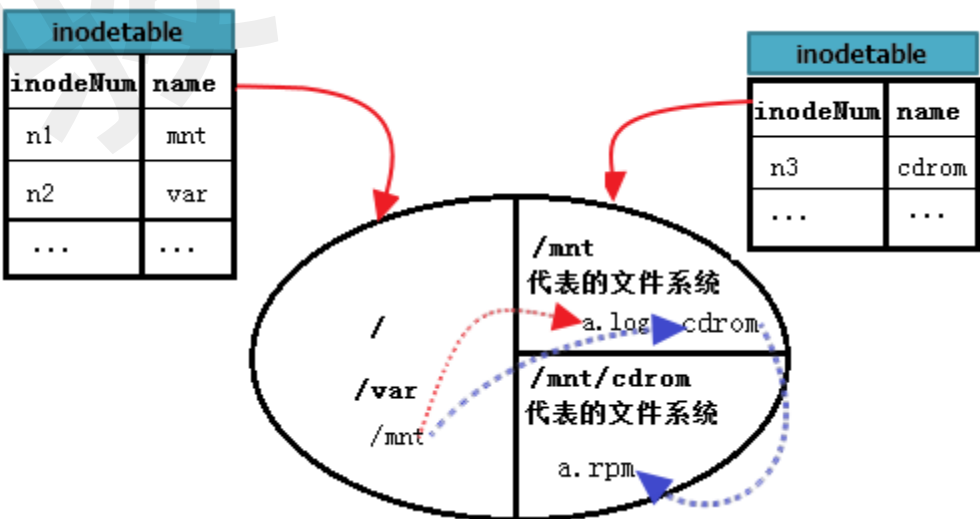 inodetable
inodeNum name
n1 mnt
n2 var
... ...
inodetable
inodeNum name
n3 cdrom
... ...
/
/var
/mnt
/mnt
代表的文件系统
a.log cdrom
/mnt/cdrom
代表的文件系统
a.rpm